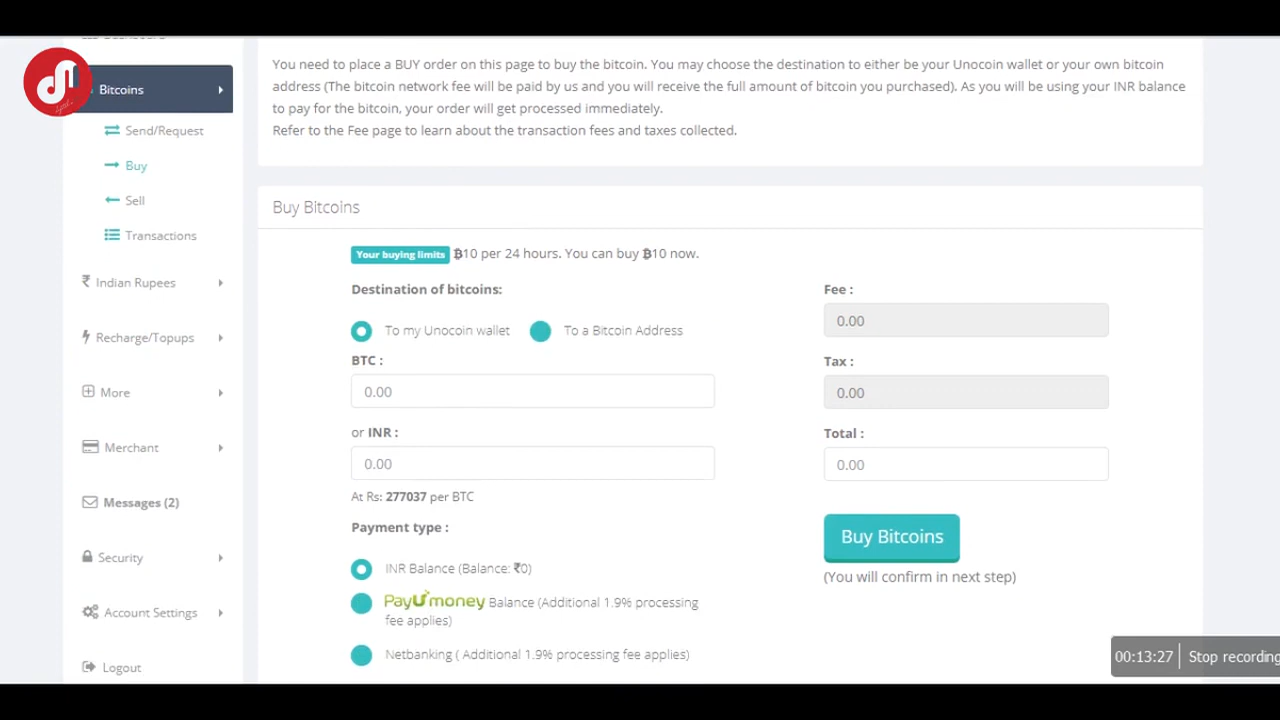 Bitcoins
Send/Request
Buy
Sell
Transactions
₹ Indian Rupees
Recharge/Topups
More
Merchant
Messages (2)
Security
Account Settings
Logout
You need to place a BUY order on this page to buy the bitcoin. You may choose the destination to either be your Unocoin wallet or your own bitcoin
address (The bitcoin network fee will be paid by us and you will receive the full amount of bitcoin you purchased). As you will be using your INR balance
to pay for the bitcoin, your order will get processed immediately.
Refer to the Fee page to learn about the transaction fees and taxes collected.
Buy Bitcoins
Your buying limits ₿10 per 24 hours. You can buy ₿10 now.
Destination of bitcoins:
To my Unocoin wallet To a Bitcoin Address
BTC :
0.00
or INR :
0.00
At Rs: 277037 per BTC
Payment type :
INR Balance (Balance: ₹0)
PayUmoney Balance (Additional 1.9% processing
fee applies)
Netbanking ( Additional 1.9% processing fee applies)
Fee :
0.00
Tax :
0.00
Total :
0.00
Buy Bitcoins
(You will confirm in next step)
00:13:27 Stop recording